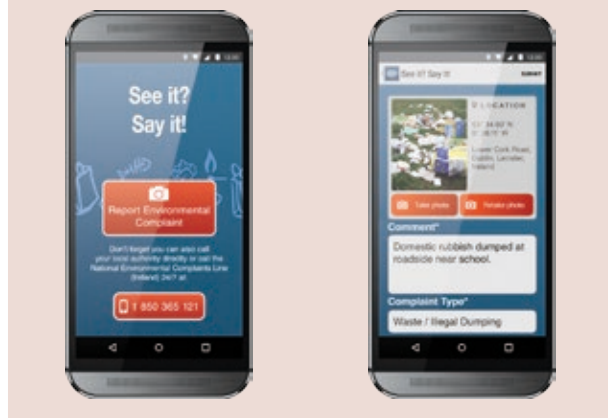 See it?
Say it!
Report Environmental
Complaint
Don't forget you can also call
your local authority directly or call the
National Environmental Complaints Line
(Ireland) 24/7 at
1 850 365 121
See it? Say it!
SUBMIT
LOCATION
Lower Cork Road,
Dublin, Leinster,
Ireland
Take photo
Retake photo
Comment*
Domestic rubbish dumped at
roadside near school.
Complaint Type*
Waste / Illegal Dumping